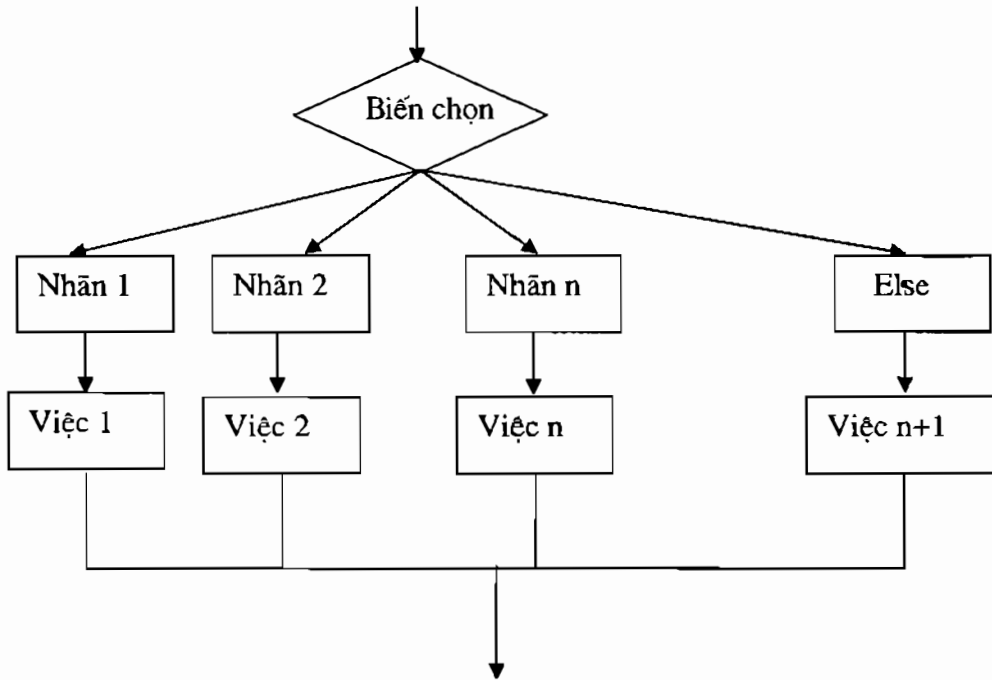 Biến chọn
Nhãn 1
Nhãn 2
Nhãn n
Else
Việc 1
Việc 2
Việc n
Việc n+1